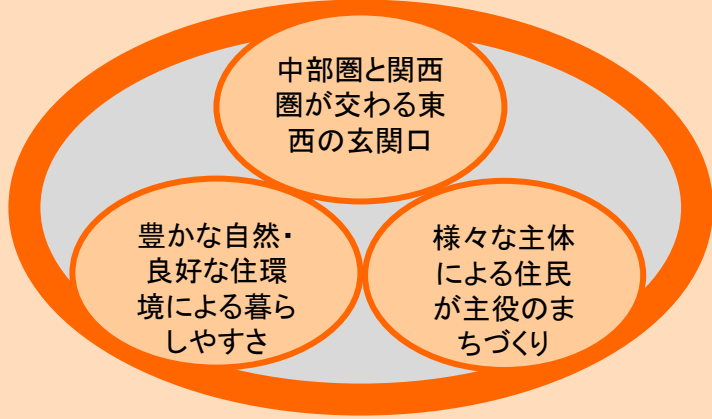 中部圏と関西
圏が交わる東
西の玄関口
豊かな自然・
良好な住環
境による暮ら
しやすさ
様々な主体
による住民
が主役のま
ちづくり